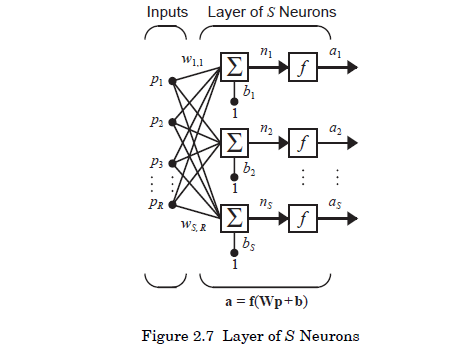 Inputs Layer of S Neurons
w1,1 n1 a1
p1 Σ f
b1
1
p2 n2 a2
Σ f
p3 b2
1
pR nS aS
wS, R Σ f
bS
1
a = f(Wp+b)
Figure 2.7 Layer of S Neurons